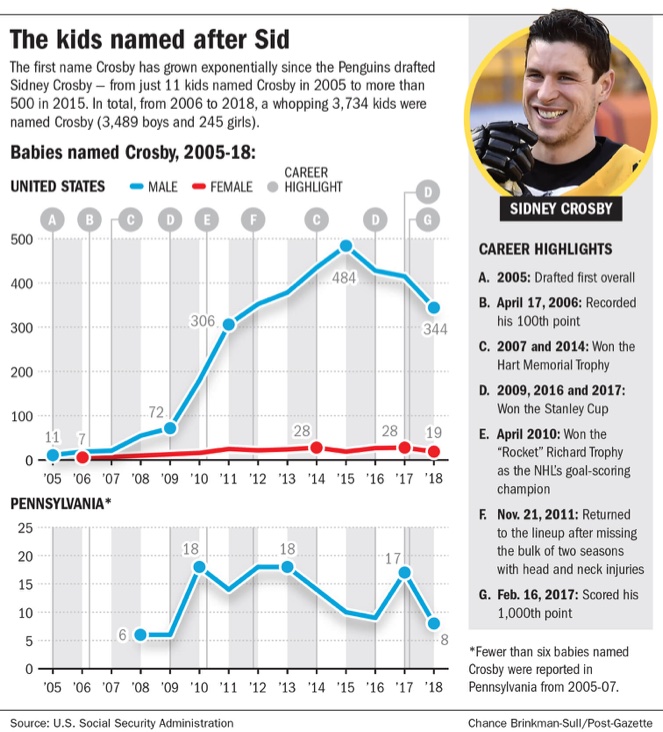 The kids named after Sid
The first name Crosby has grown exponentially since the Penguins drafted
Sidney Crosby — from just 11 kids named Crosby in 2005 to more than
500 in 2015. In total, from 2006 to 2018, a whopping 3,734 kids were
named Crosby (3,489 boys and 245 girls).
Babies named Crosby, 2005-18:
UNITED STATES MALE FEMALE CAREER
HIGHLIGHT
D
A B C D E F C D G
500
400
300
200
100
0
11
7
72
306
28
484
28
344
19
'05 '06 '07 '08 '09 '10 '11 '12 '13 '14 '15 '16 '17 '18
PENNSYLVANIA*
25
20
15
10
5
0
6
18
18
17
8
'05 '06 '07 '08 '09 '10 '11 '12 '13 '14 '15 '16 '17 '18
SIDNEY CROSBY
CAREER HIGHLIGHTS
A. 2005: Drafted first overall
B. April 17, 2006: Recorded
his 100th point
C. 2007 and 2014: Won the
Hart Memorial Trophy
D. 2009, 2016 and 2017:
Won the Stanley Cup
E. April 2010: Won the
“Rocket” Richard Trophy
as the NHL’s goal-scoring
champion
F. Nov. 21, 2011: Returned
to the lineup after missing
the bulk of two seasons
with head and neck injuries
G. Feb. 16, 2017: Scored his
1,000th point
*Fewer than six babies named
Crosby were reported in
Pennsylvania from 2005-07.
Source: U.S. Social Security Administration
Chance Brinkman-Sull/Post-Gazette